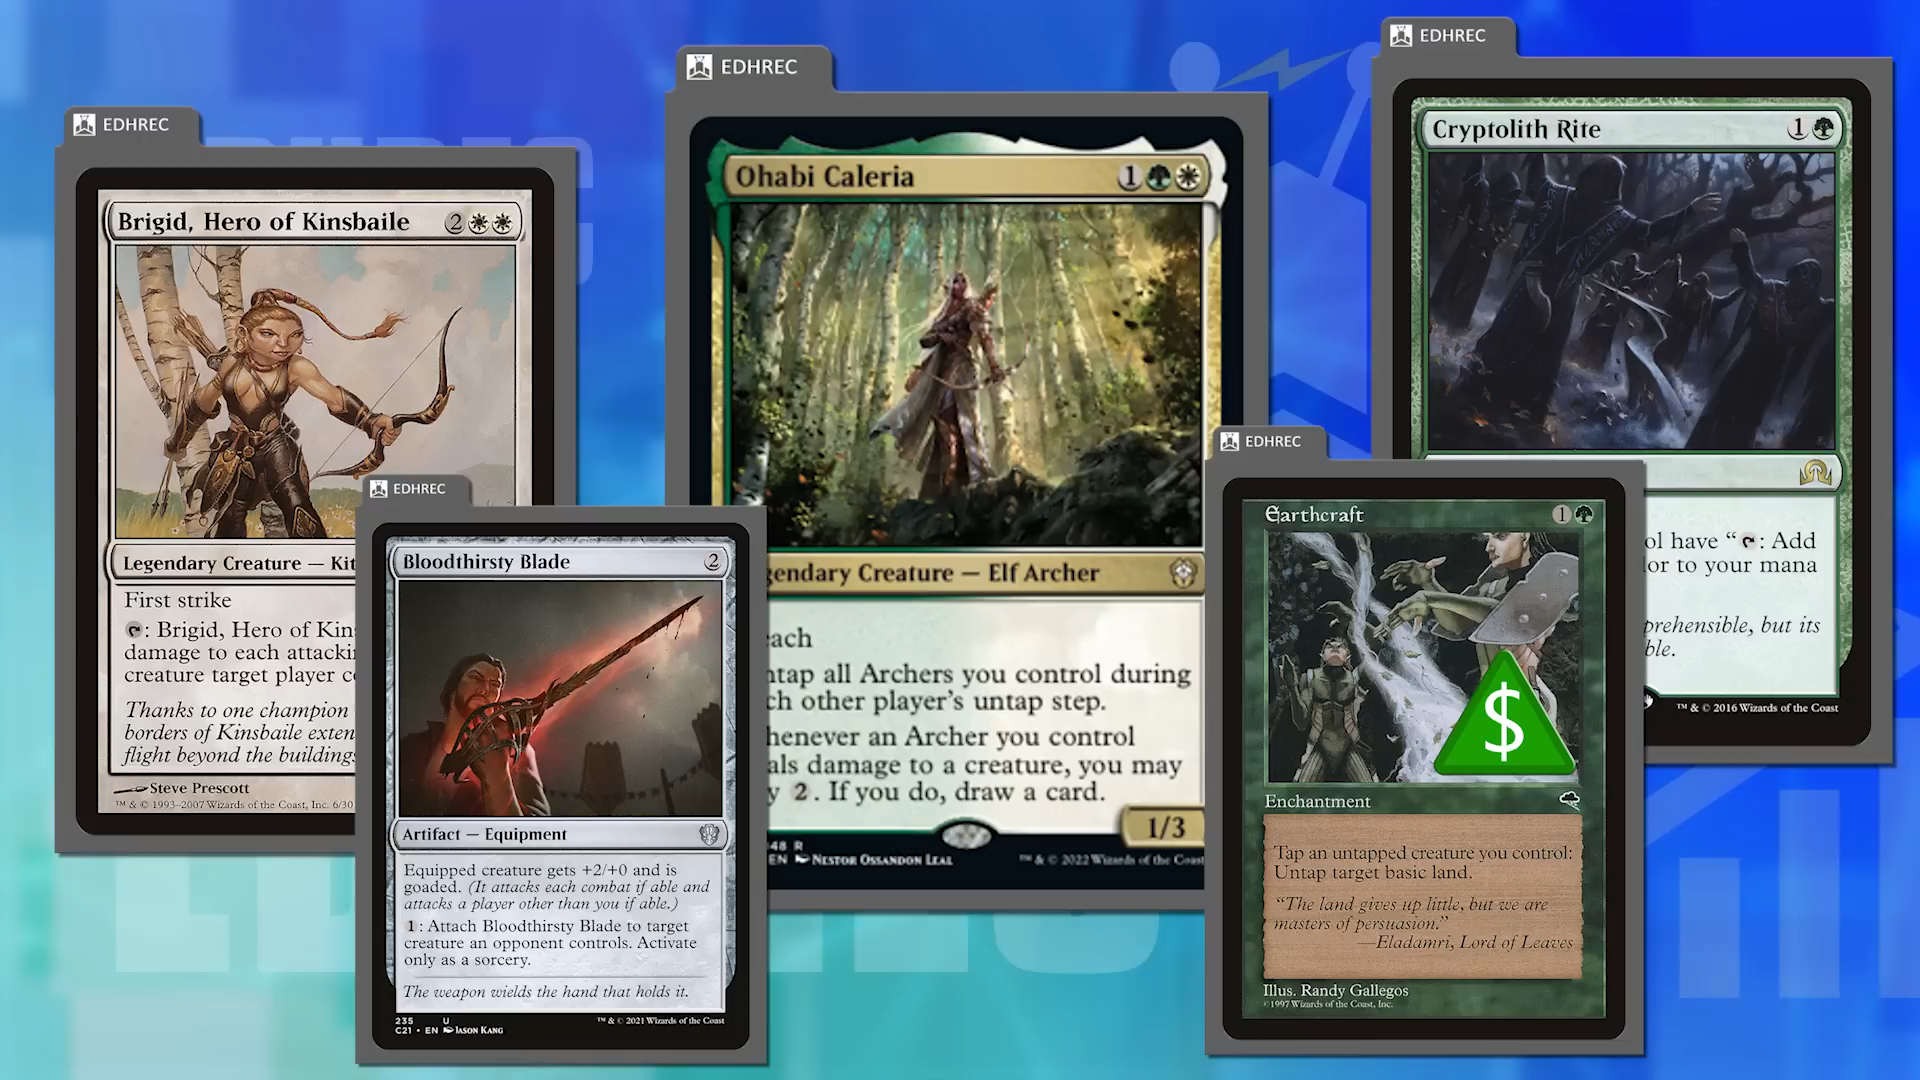 EDHREC
Brigid, Hero of Kinsbaile 2
Legendary Creature — Kit
First strike
: Brigid, Hero of Kins
damage to each attacki
creature target player c
Thanks to one champion
borders of Kinsbaile exten
flight beyond the buildings
Steve Prescott
™ & © 1993–2007 Wizards of the Coast, Inc. 6/30
EDHREC
Bloodthirsty Blade 2
Artifact — Equipment
Equipped creature gets +2/+0 and is
goaded. (It attacks each combat if able and
attacks a player other than you if able.)
1: Attach Bloodthirsty Blade to target
creature an opponent controls. Activate
only as a sorcery.
The weapon wields the hand that holds it.
235 U
C21 • EN Jason Kang
™ & © 2021 Wizards of the Coast
EDHREC
Ohabi Caleria 1
gendary Creature — Elf Archer
each
ntap all Archers you control during
ch other player's untap step.
henever an Archer you control
als damage to a creature, you may
y 2. If you do, draw a card.
1/3
48 R
EN Nestor Ossandon Leal
™ & © 2022 Wizards of the Coast
EDHREC
Earthcraft 1
$
Enchantment
Tap an untapped creature you control:
Untap target basic land.
“The land gives up little, but we are
masters of persuasion.”
—Eladamri, Lord of Leaves
Illus. Randy Gallegos
©1997 Wizards of the Coast, Inc.
EDHREC
Cryptolith Rite 1
ol have “: Add
lor to your mana
prehensible, but its
ble.
™ & © 2016 Wizards of the Coast